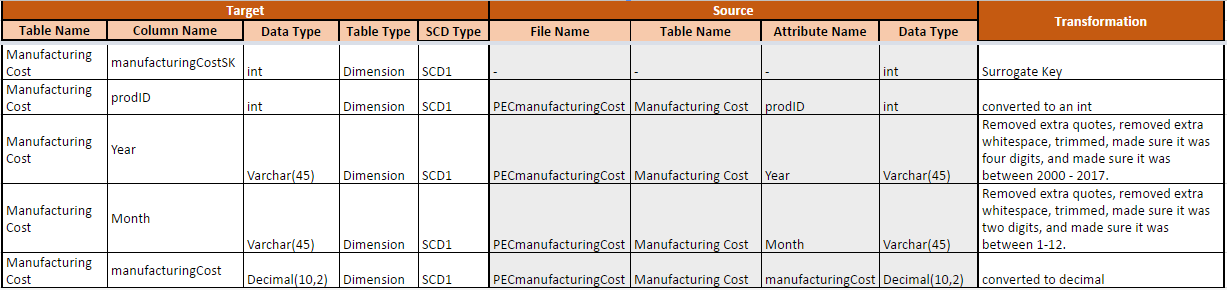 Target Source Transformation
Table Name Column Name Data Type Table Type SCD Type File Name Table Name Attribute Name Data Type
Manufacturing
Cost manufacturingCostSK int Dimension SCD1 - - - int Surrogate Key
Manufacturing
Cost prodID int Dimension SCD1 PECmanufacturingCost Manufacturing Cost prodID int converted to an int
Manufacturing
Cost Year Varchar(45) Dimension SCD1 PECmanufacturingCost Manufacturing Cost Year Varchar(45) Removed extra quotes, removed extra
whitespace, trimmed, made sure it was
four digits, and made sure it was
between 2000 - 2017.
Manufacturing
Cost Month Varchar(45) Dimension SCD1 PECmanufacturingCost Manufacturing Cost Month Varchar(45) Removed extra quotes, removed extra
whitespace, trimmed, made sure it was
two digits, and made sure it was
between 1-12.
Manufacturing
Cost manufacturingCost Decimal(10,2) Dimension SCD1 PECmanufacturingCost Manufacturing Cost manufacturingCost Decimal(10,2) converted to decimal